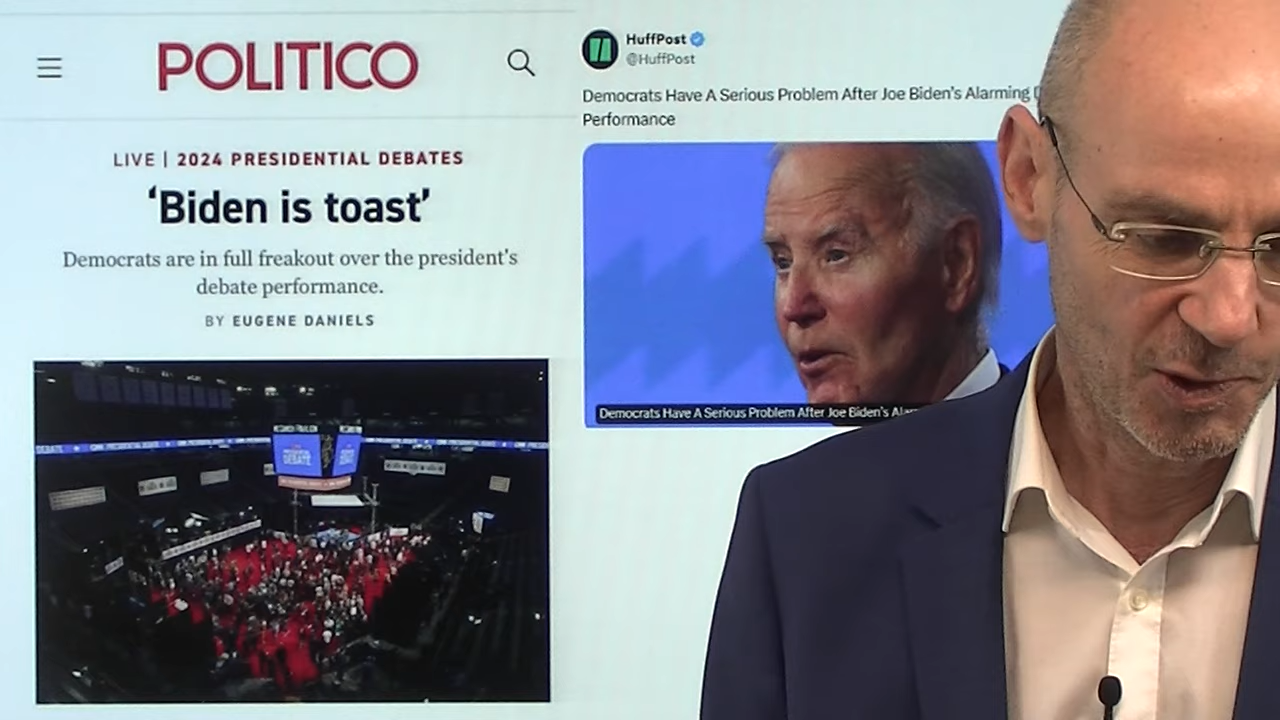 POLITICO
LIVE | 2024 PRESIDENTIAL DEBATES
‘Biden is toast’
Democrats are in full freakout over the president's
debate performance.
BY EUGENE DANIELS
HuffPost
@HuffPost
Democrats Have A Serious Problem After Joe Biden's Alarming
Performance
Democrats Have A Serious Problem After Joe Biden's
DEBATE